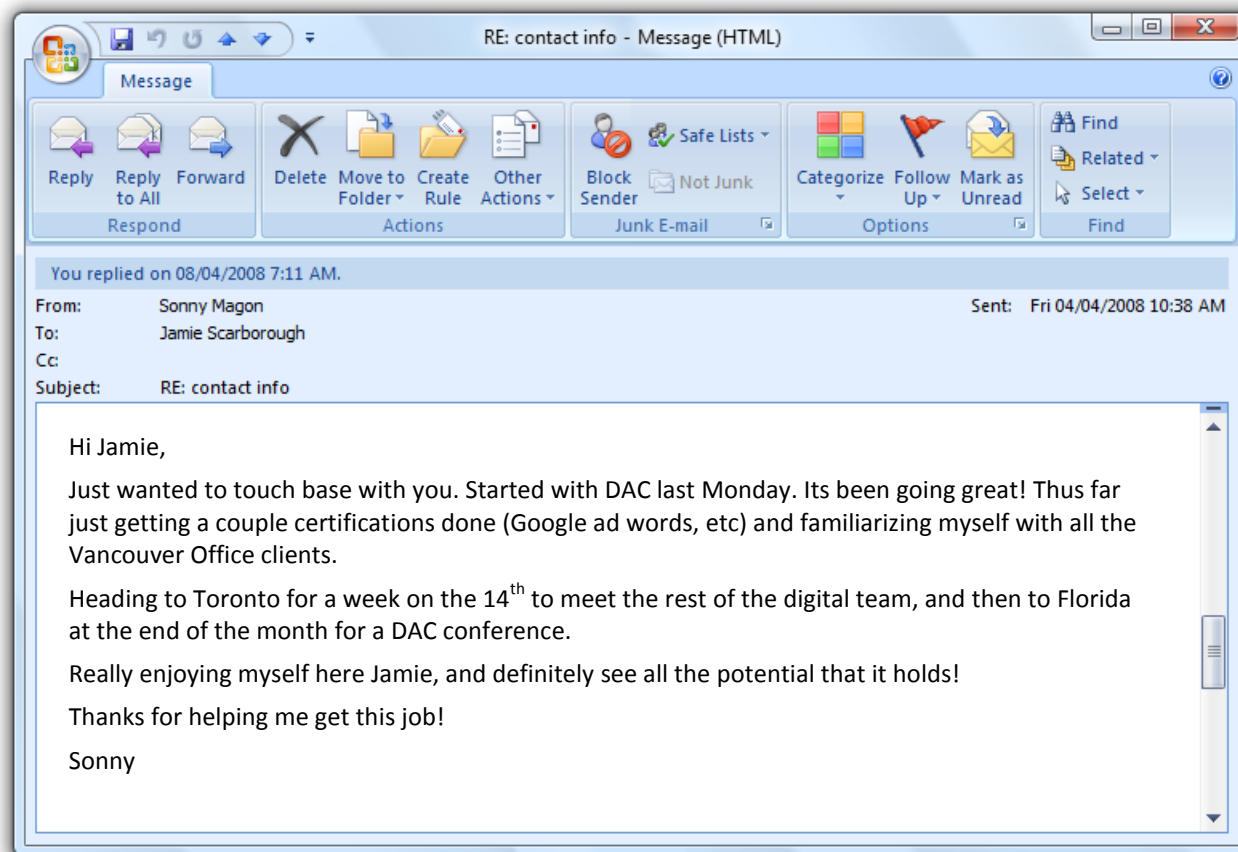 RE: contact info - Message (HTML)
Message
Reply
Reply to All
Forward
Respond
Delete
Move to Folder
Create Rule
Other Actions
Actions
Block Sender
Safe Lists
Not Junk
Junk E-mail
Categorize
Follow Up
Mark as Unread
Options
Find
Related
Select
Find
You replied on 08/04/2008 7:11 AM.
From: Sonny Magon Sent: Fri 04/04/2008 10:38 AM
To: Jamie Scarborough
Cc:
Subject: RE: contact info
Hi Jamie,
Just wanted to touch base with you. Started with DAC last Monday. Its been going great! Thus far
just getting a couple certifications done (Google ad words, etc) and familiarizing myself with all the
Vancouver Office clients.
Heading to Toronto for a week on the 14th to meet the rest of the digital team, and then to Florida
at the end of the month for a DAC conference.
Really enjoying myself here Jamie, and definitely see all the potential that it holds!
Thanks for helping me get this job!
Sonny